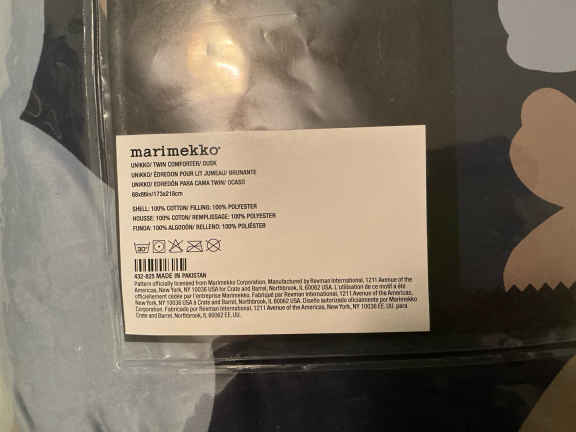 marimekko®
UNIKKO/ TWIN COMFORTER/ DUSK
UNIKKO/ EDREDON POUR LIT JUMEAU/ BRUNANTE
UNIKKO/ EDREDÓN PARA CAMA TWIN/ OCASO
68x86in/173x218cm
SHELL: 100% COTTON/ FILLING: 100% POLYESTER
HOUSSE: 100% COTON/ REMPLISSAGE: 100% POLYESTER
FUNDA: 100% ALGODÓN/ RELLENO: 100% POLIÉSTER
30°
432-825 MADE IN PAKISTAN
Pattern officially licensed from Marimekko Corporation. Manufactured by Revman International, 1211 Avenue of the
Americas, New York, NY 10036 USA for Crate and Barrel, Northbrook, IL 60062 USA. L'utilisation de ce motif a été
officiellement cédée par l'entreprise Marimekko. Fabriqué par Revman International, 1211 Avenue of the Americas,
New York, NY 10036 USA à Crate and Barrel, Northbrook, IL 60062 USA. Diseño autorizado oficialmente por Marimekko
Corporation. Fabricado por Revman International, 1211 Avenue of the Americas, New York, NY 10036 EE. UU. para
Crate and Barrel, Northbrook, IL 60062 EE. UU.